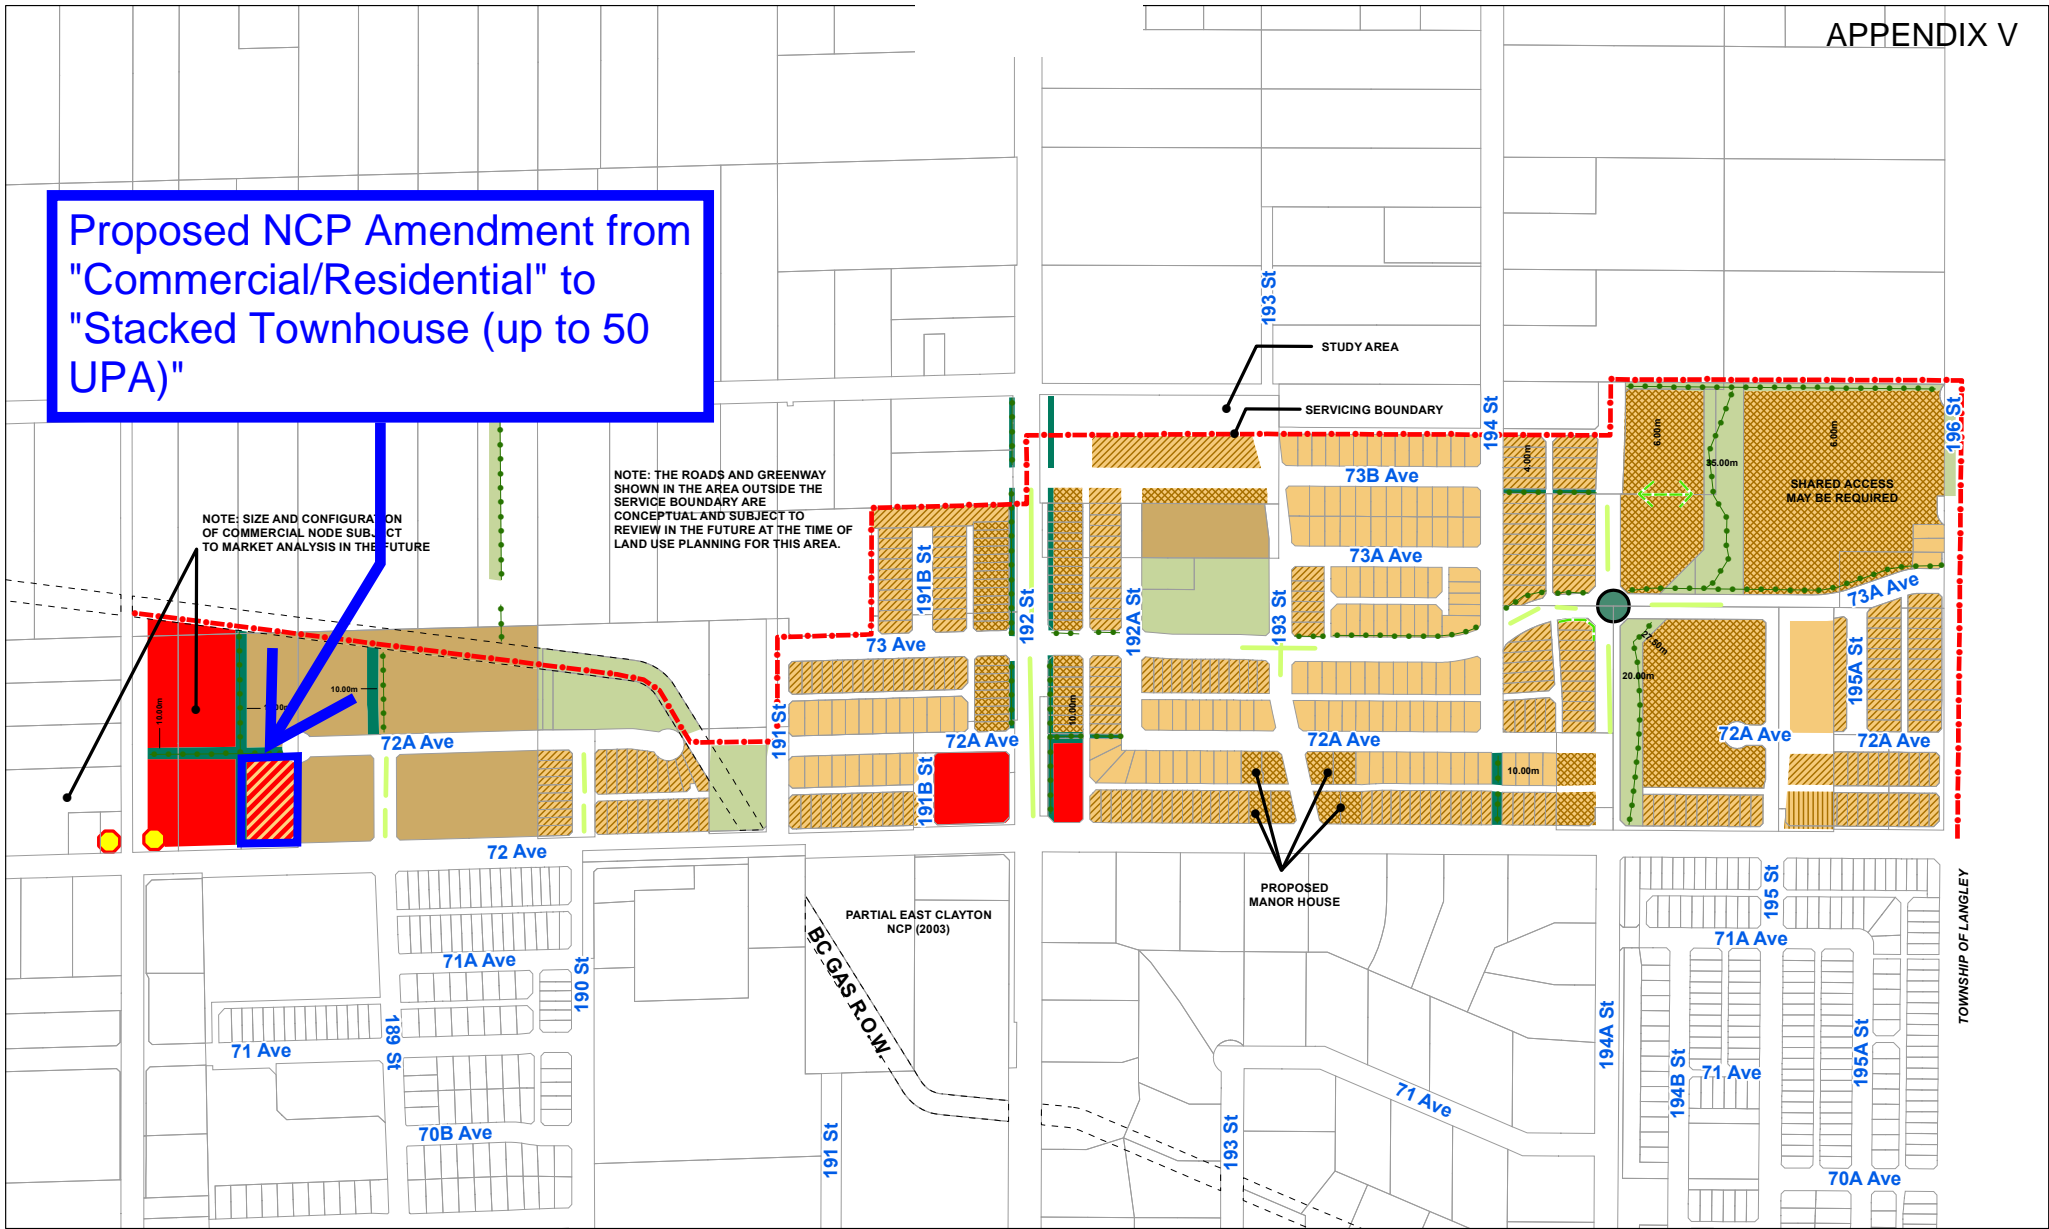 APPENDIX V
Proposed NCP Amendment from
"Commercial/Residential" to
"Stacked Townhouse (up to 50
UPA)"
193 St
STUDY AREA
SERVICING BOUNDARY
194 St
196 St
NOTE: THE ROADS AND GREENWAY
SHOWN IN THE AREA OUTSIDE THE
SERVICE BOUNDARY ARE
CONCEPTUAL AND SUBJECT TO
REVIEW IN THE FUTURE AT THE TIME OF
LAND USE PLANNING FOR THIS AREA.
NOTE: SIZE AND CONFIGURATION
OF COMMERCIAL NODE SUBJECT
TO MARKET ANALYSIS IN THE FUTURE
73B Ave
4.00m
6.00m
35.00m
6.00m
SHARED ACCESS
MAY BE REQUIRED
73A Ave
191B St
192 St
192A St
193 St
73A Ave
73 Ave
27.50m
20.00m
195A St
10.00m
10.00m
10.00m
191 St
72A Ave
72A Ave
72A Ave
72A Ave
72A Ave
10.00m
191B St
72 Ave
PROPOSED
MANOR HOUSE
PARTIAL EAST CLAYTON
NCP (2003)
BC GAS R.O.W.
TOWNSHIP OF LANGLEY
195 St
71A Ave
71A Ave
190 St
189 St
71 Ave
194A St
194B St
195A St
71 Ave
71 Ave
70B Ave
191 St
193 St
70A Ave